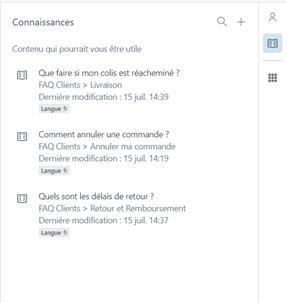 Connaissances
Contenu qui pourrait vous être utile
Que faire si mon colis est réacheminé ?
FAQ Clients > Livraison
Dernière modification : 15 juil. 14:39
Langue fr
Comment annuler une commande ?
FAQ Clients > Annuler ma commande
Dernière modification : 15 juil. 14:19
Langue fr
Quels sont les délais de retour ?
FAQ Clients > Retour et Remboursement
Dernière modification : 15 juil. 14:37
Langue fr